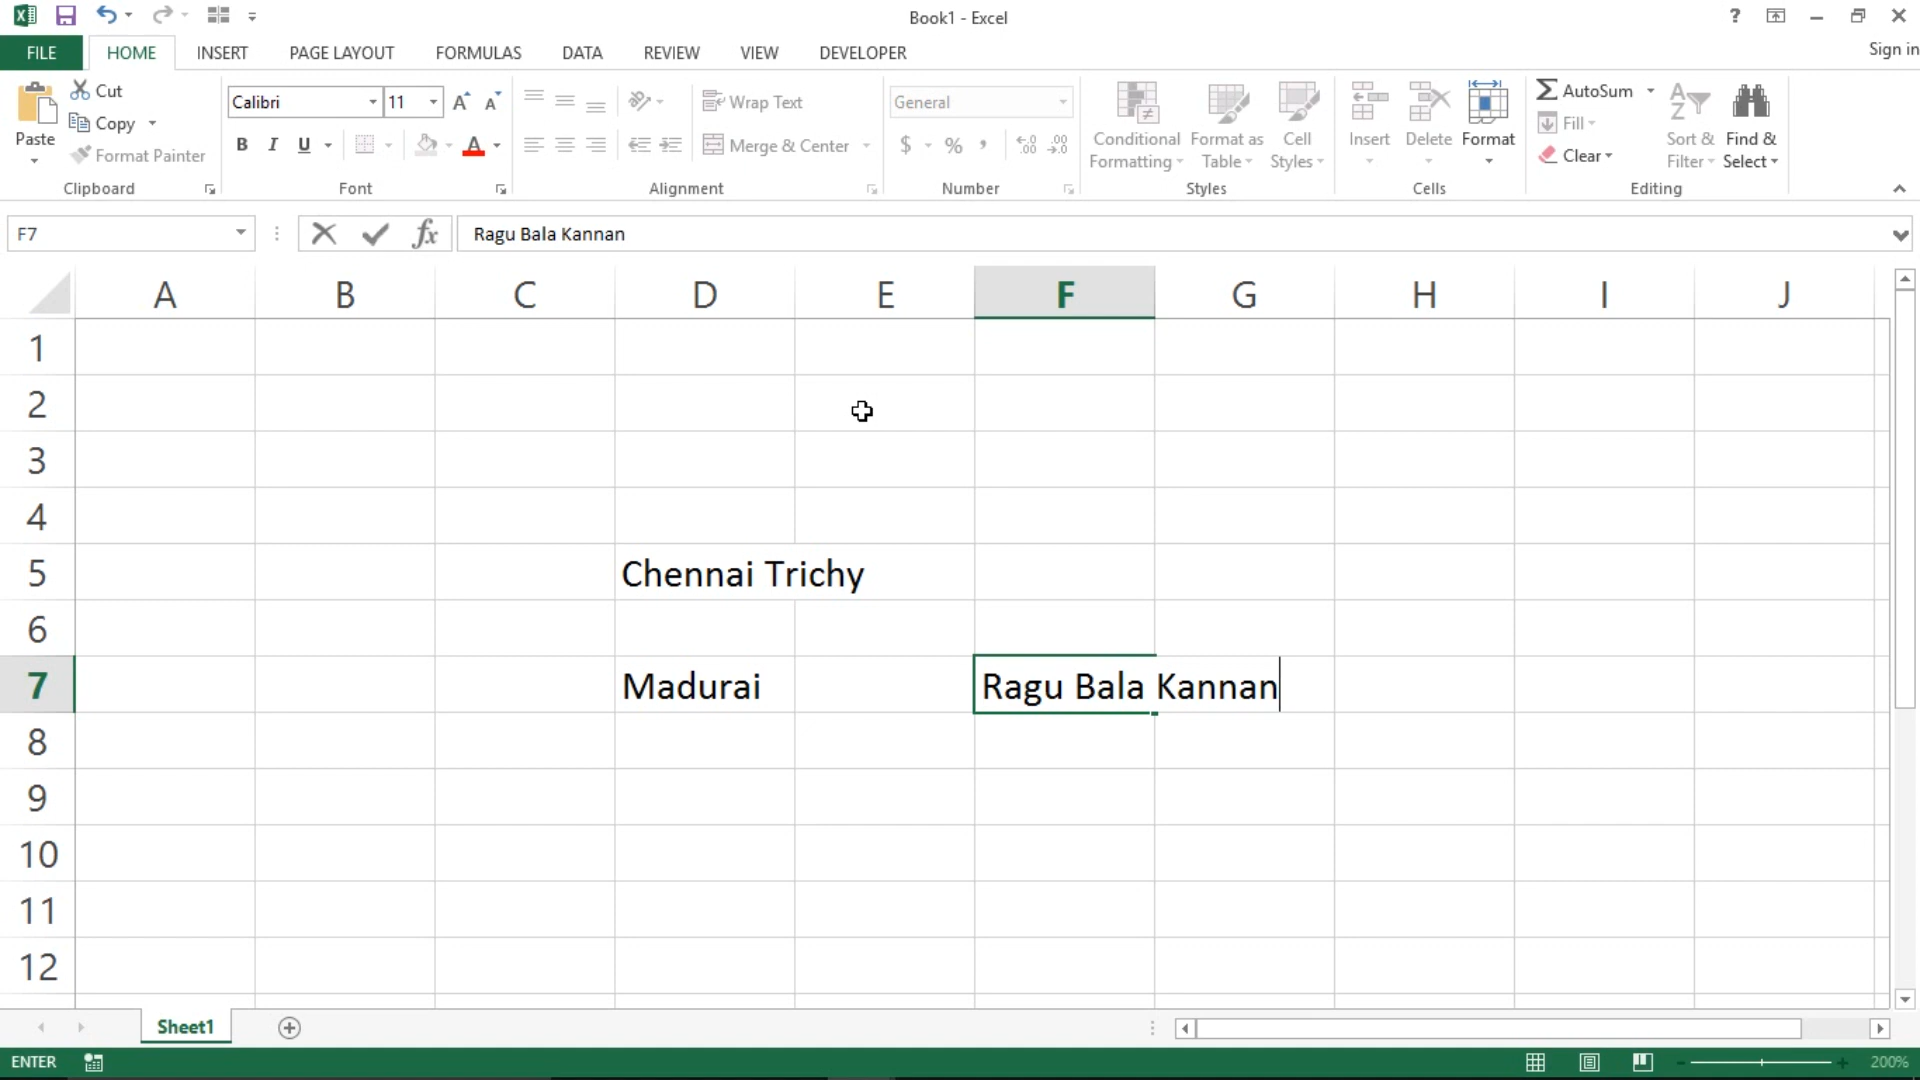 Book1 - Excel
?
FILE HOME INSERT PAGE LAYOUT FORMULAS DATA REVIEW VIEW DEVELOPER Sign in
Paste
Cut
Copy
Format Painter
Clipboard
Calibri 11
B I U A
Font
Wrap Text
Merge & Center
Alignment
General
$ % ,
Number
Conditional Formatting
Format as Table
Cell Styles
Styles
Insert
Delete
Format
Cells
AutoSum
Fill
Clear
Sort & Filter
Find & Select
Editing
F7 fx Ragu Bala Kannan
A B C D E F G H I J
1
2
3
4
5 Chennai Trichy
6
7 Madurai Ragu Bala Kannan
8
9
10
11
12
Sheet1
ENTER 200%